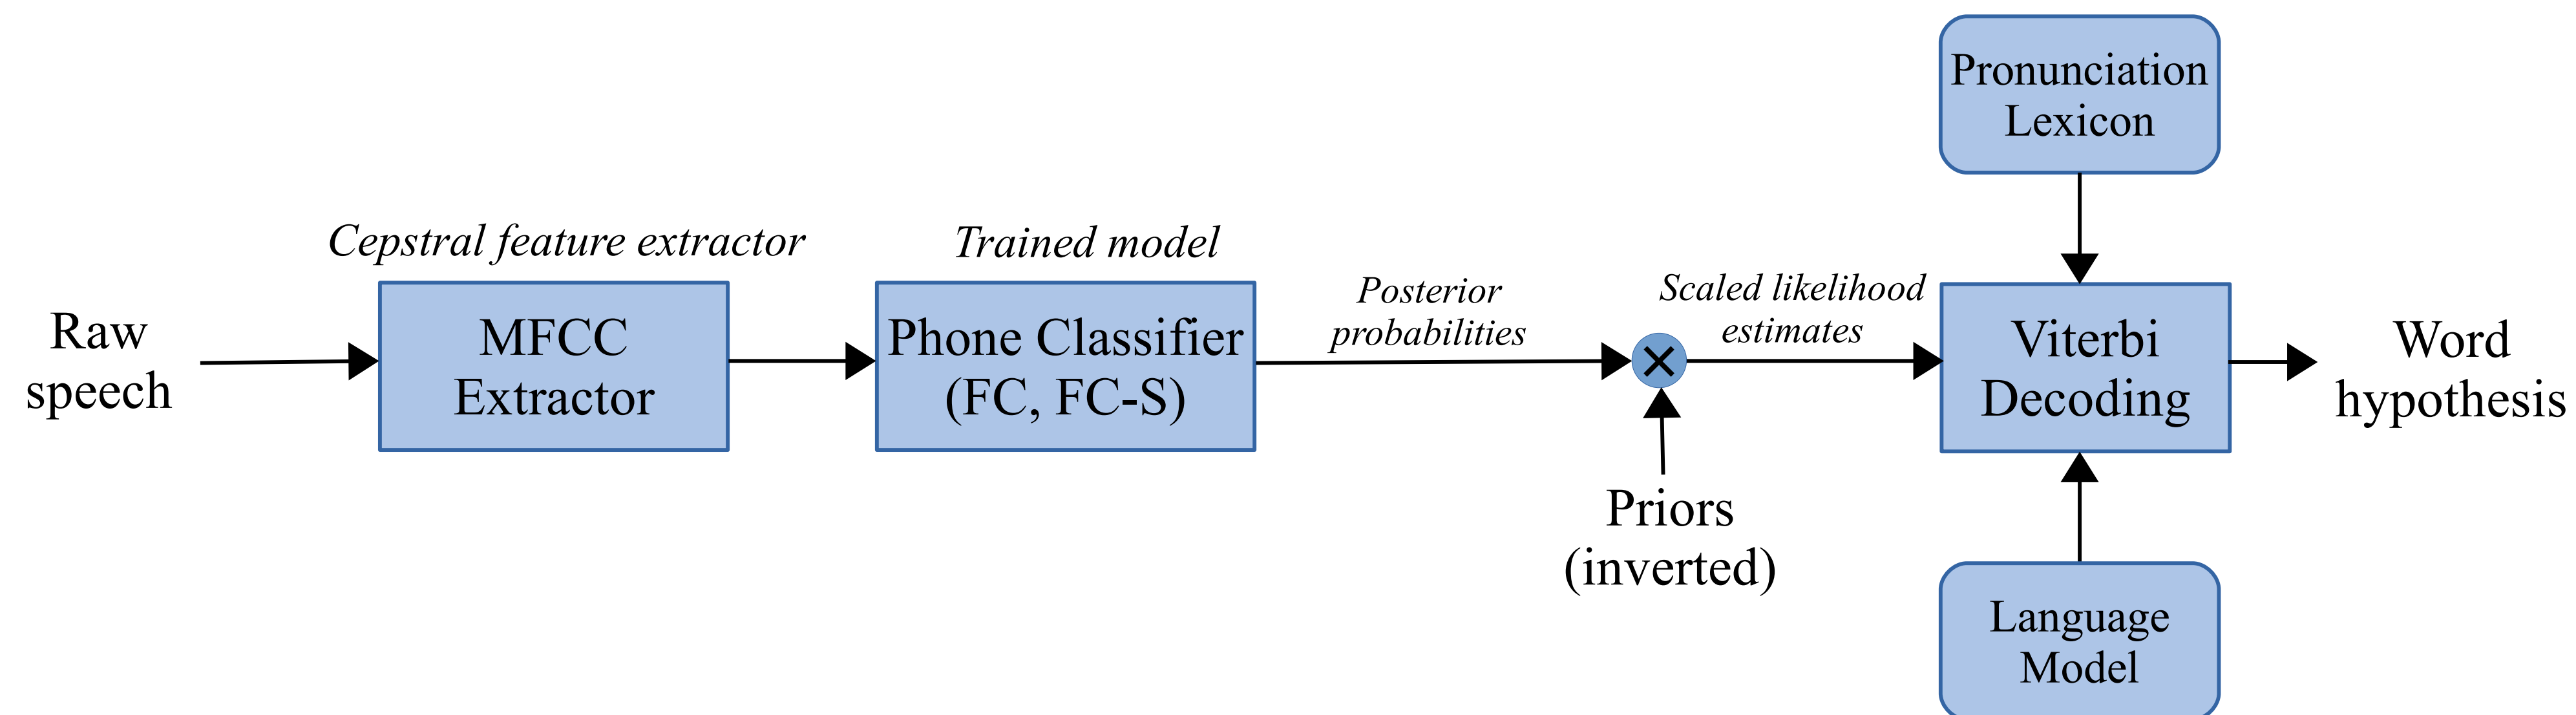 Raw
speech
Cepstral feature extractor
MFCC
Extractor
Trained model
Phone Classifier
(FC, FC-S)
Posterior
probabilities
×
Priors
(inverted)
Scaled likelihood
estimates
Pronunciation
Lexicon
Viterbi
Decoding
Language
Model
Word
hypothesis